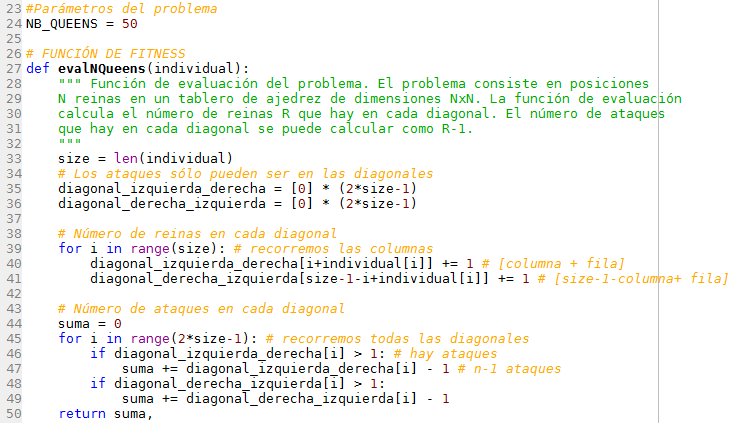 23 #Parámetros del problema
24 NB_QUEENS = 50
25
26 # FUNCIÓN DE FITNESS
27 def evalNQueens(individual):
28     """ Función de evaluación del problema. El problema consiste en posiciones
29     N reinas en un tablero de ajedrez de dimensiones NxN. La función de evaluación
30     calcula el número de reinas R que hay en cada diagonal. El número de ataques
31     que hay en cada diagonal se puede calcular como R-1.
32     """
33     size = len(individual)
34     # Los ataques sólo pueden ser en las diagonales
35     diagonal_izquierda_derecha = [0] * (2*size-1)
36     diagonal_derecha_izquierda = [0] * (2*size-1)
37
38     # Número de reinas en cada diagonal
39     for i in range(size): # recorremos las columnas
40         diagonal_izquierda_derecha[i+individual[i]] += 1 # [columna + fila]
41         diagonal_derecha_izquierda[size-1-i+individual[i]] += 1 # [size-1-columna+ fila]
42
43     # Número de ataques en cada diagonal
44     suma = 0
45     for i in range(2*size-1): # recorremos todas las diagonales
46         if diagonal_izquierda_derecha[i] > 1: # hay ataques
47             suma += diagonal_izquierda_derecha[i] - 1 # n-1 ataques
48         if diagonal_derecha_izquierda[i] > 1:
49             suma += diagonal_derecha_izquierda[i] - 1
50     return suma,